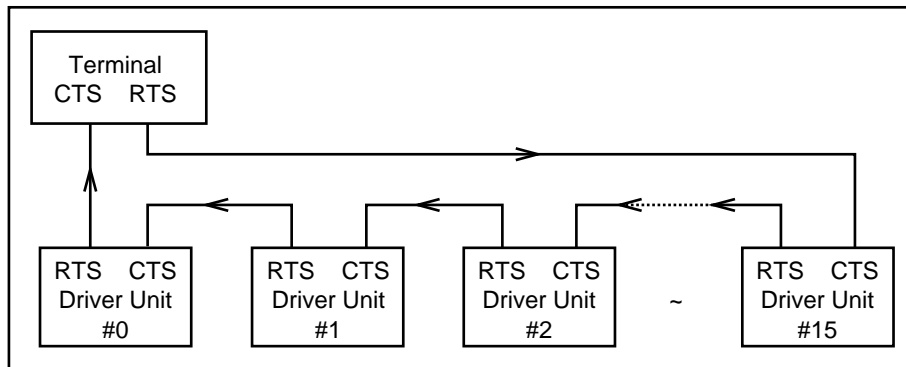 Terminal
CTS RTS
RTS CTS
Driver Unit
#0
RTS CTS
Driver Unit
#1
RTS CTS
Driver Unit
#2
~
RTS CTS
Driver Unit
#15